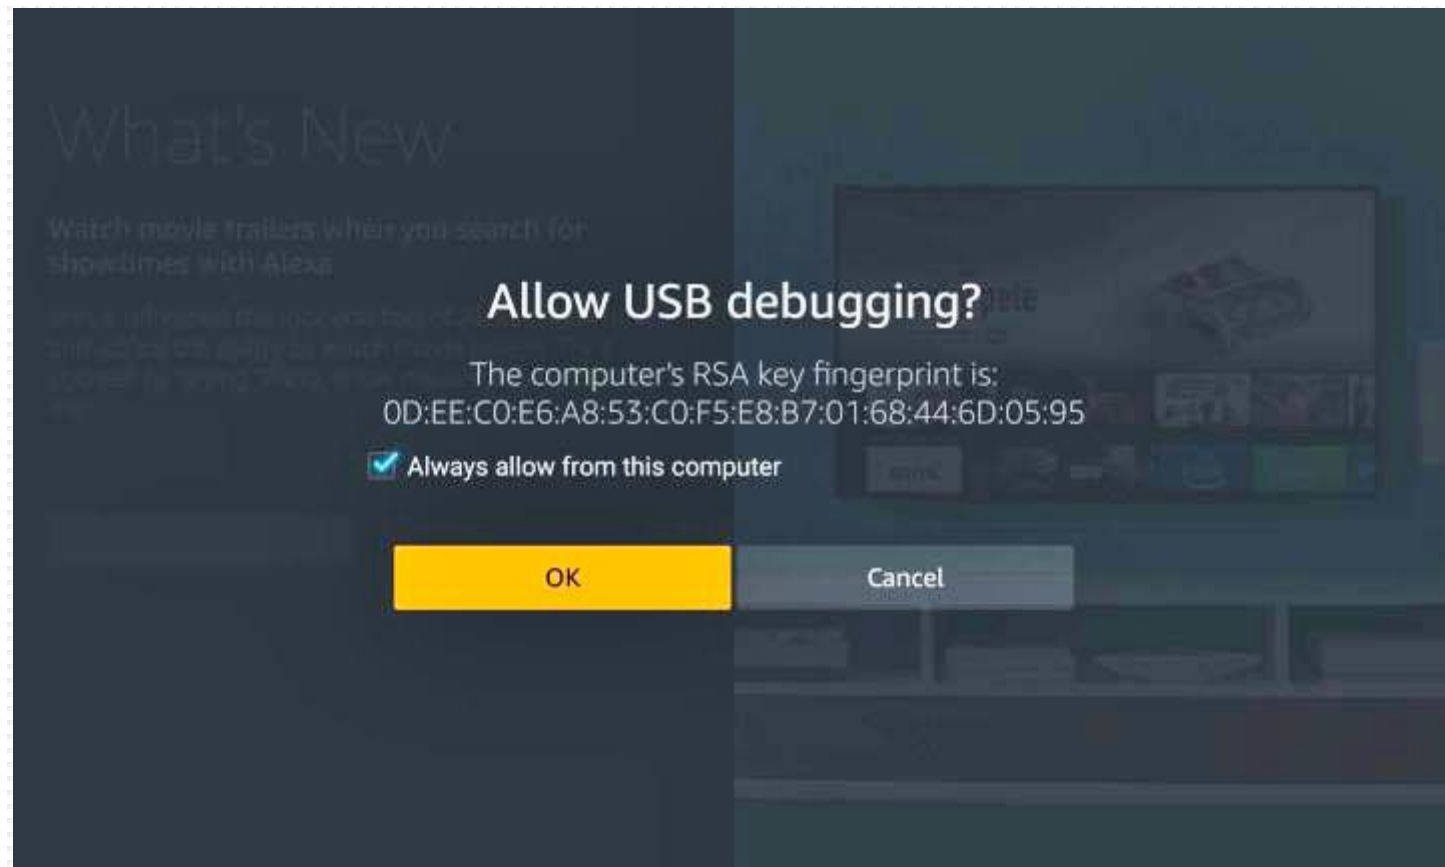 What's New
Watch movie trailers when you search for
showtimes with Alexa
Allow USB debugging?
The computer's RSA key fingerprint is:
0D:EE:C0:E6:A8:53:C0:F5:E8:B7:01:68:44:6D:05:95
Always allow from this computer
OK
Cancel